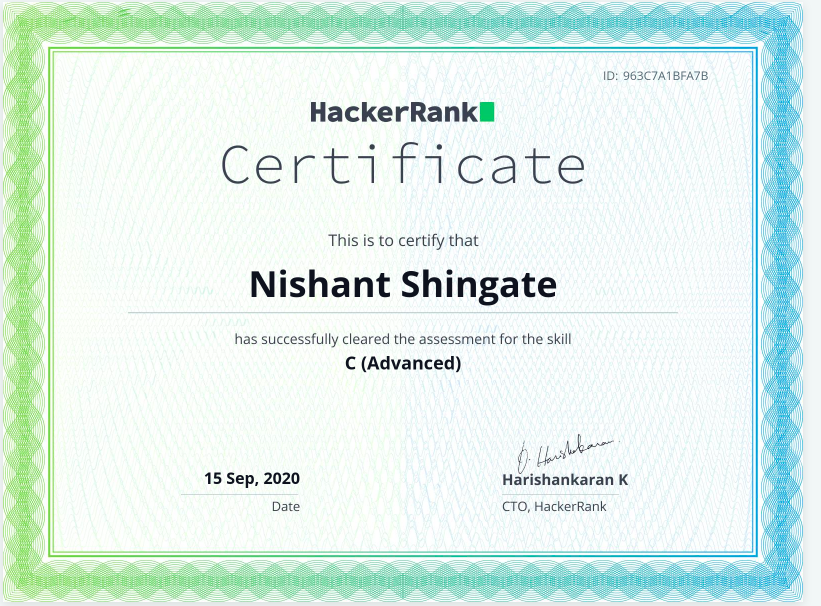 ID: 963C7A1BFA7B
HackerRank
Certificate
This is to certify that
Nishant Shingate
has successfully cleared the assessment for the skill
C (Advanced)
D. Harishankaran
15 Sep, 2020
Harishankaran K
Date
CTO, HackerRank